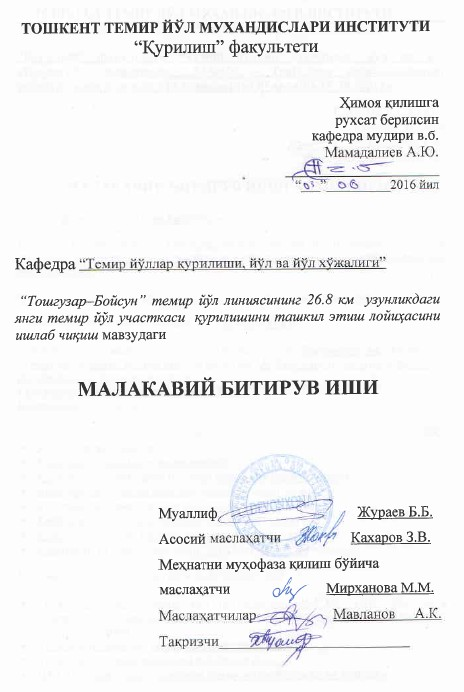 ТОШКЕНТ ТЕМИР ЙЎЛ МУХАНДИСЛАРИ ИНСТИТУТИ
“Қурилиш” факультети
Ҳимоя қилишга
рухсат берилсин
кафедра мудири в.б.
Мамадалиев А.Ю.
“01” 06 2016 йил
Кафедра “Темир йўллар қурилиши, йўл ва йўл хўжалиги”
“Тошгузар–Бойсун” темир йўл линиясининг 26.8 км узунликдаги
янги темир йўл участкаси қурилишини ташкил этиш лойиҳасини
ишлаб чиқиш мавзудаги
МАЛАКАВИЙ БИТИРУВ ИШИ
Муаллиф Жураев Б.Б.
Асосий маслаҳатчи Кахаров З.В.
Меҳнатни муҳофаза қилиш бўйича
маслаҳатчи Мирханова М.М.
Маслаҳатчилар Мавланов А.К.
Тақризчи